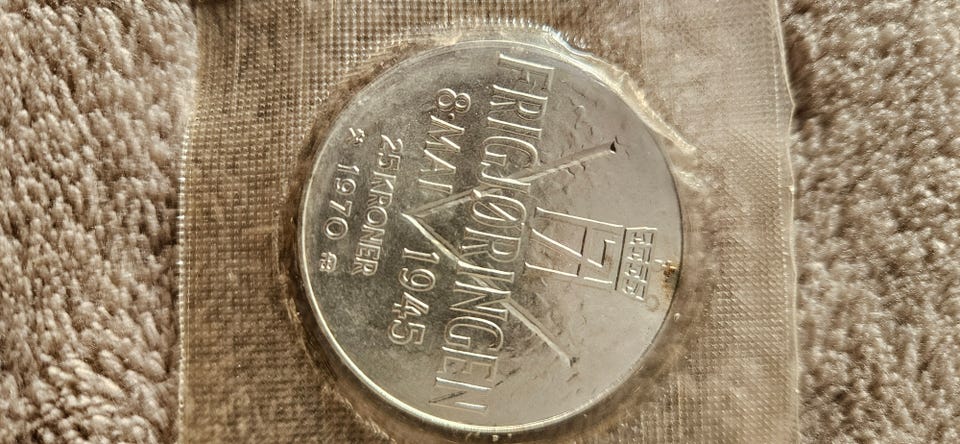 FRIGJØRINGEN
8. MAI 1945
25 KRONER
1970